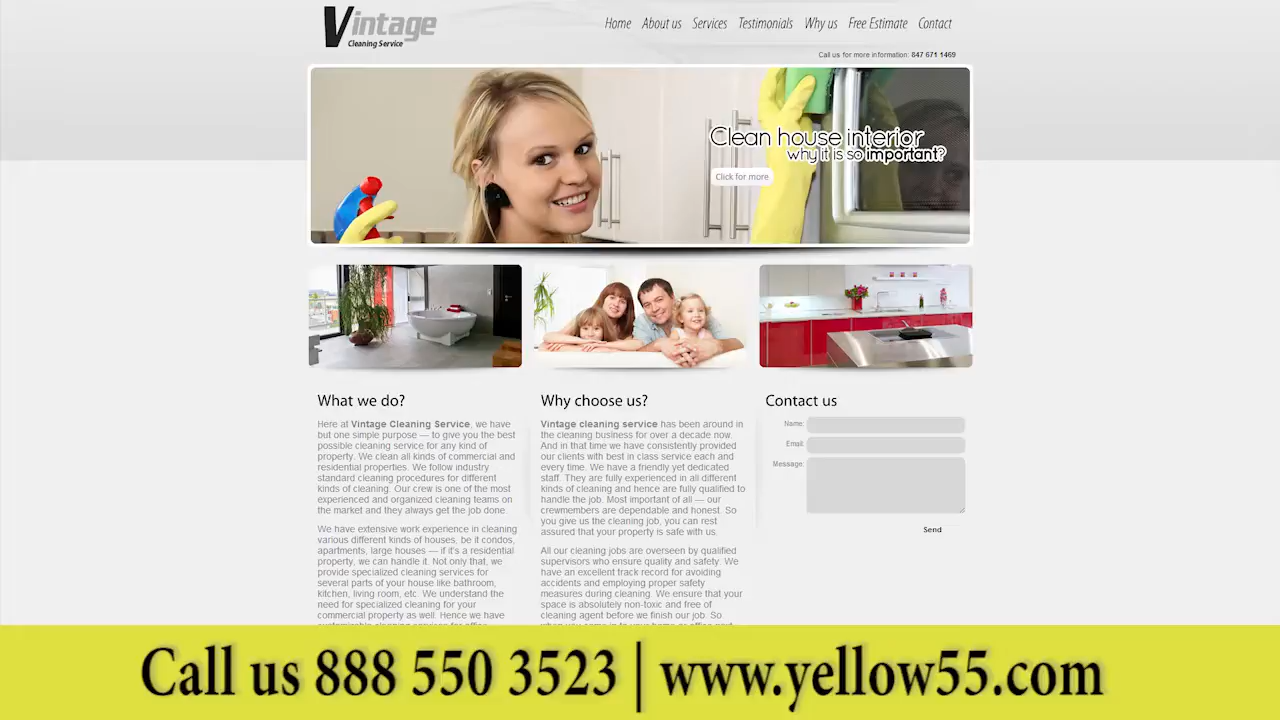 Vintage
Cleaning Service
Home About us Services Testimonials Why us Free Estimate Contact
Call us for more information: 847 671 1469
Clean house interior
why it is so important?
Click for more
What we do?
Here at Vintage Cleaning Service, we have
but one simple purpose — to give you the best
possible cleaning service for any kind of
property. We clean all kinds of commercial and
residential properties. We follow industry
standard cleaning procedures for different
kinds of cleaning. Our crew is one of the most
experienced and organized cleaning teams on
the market and they always get the job done.
We have extensive work experience in cleaning
various different kinds of houses, be it condos,
apartments, large houses — if it's a residential
property, we can handle it. Not only that, we
provide specialized cleaning services for
several parts of your house like bathroom,
kitchen, living room, etc. We understand the
need for specialized cleaning for your
commercial property as well. Hence we have
Why choose us?
Vintage cleaning service has been around in
the cleaning business for over a decade now.
And in that time we have consistently provided
our clients with best in class service each and
every time. We have a friendly yet dedicated
staff. They are fully experienced in all different
kinds of cleaning and hence are fully qualified to
handle the job. Most important of all — our
crewmembers are dependable and honest. So
you give us the cleaning job, you can rest
assured that your property is safe with us.
All our cleaning jobs are overseen by qualified
supervisors who ensure quality and safety. We
have an excellent track record for avoiding
accidents and employing proper safety
measures during cleaning. We ensure that your
space is absolutely non-toxic and free of
cleaning agent before we finish our job. So
Contact us
Name:
Email:
Message:
Send
Call us 888 550 3523 | www.yellow55.com